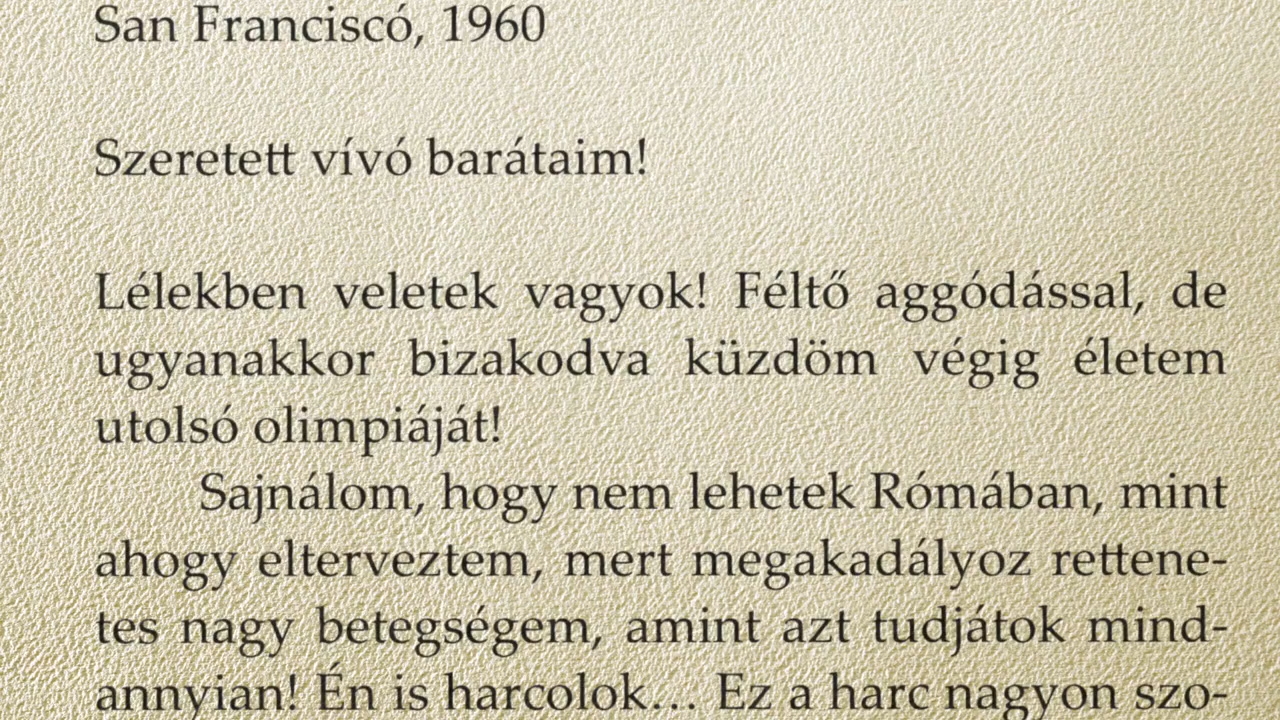 San Franciscó, 1960
Szeretett vívó barátaim!
Lélekben veletek vagyok! Féltő aggódással, de
ugyanakkor bizakodva küzdöm végig életem
utolsó olimpiáját!
Sajnálom, hogy nem lehetek Rómában, mint
ahogy elterveztem, mert megakadályoz rettene-
tes nagy betegségem, amint azt tudjátok mind-
annyian! Én is harcolok… Ez a harc nagyon szo-